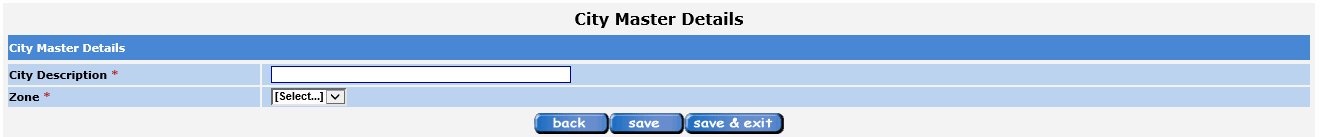 City Master Details
City Master Details
City Description *
Zone * [Select...]
back save save & exit